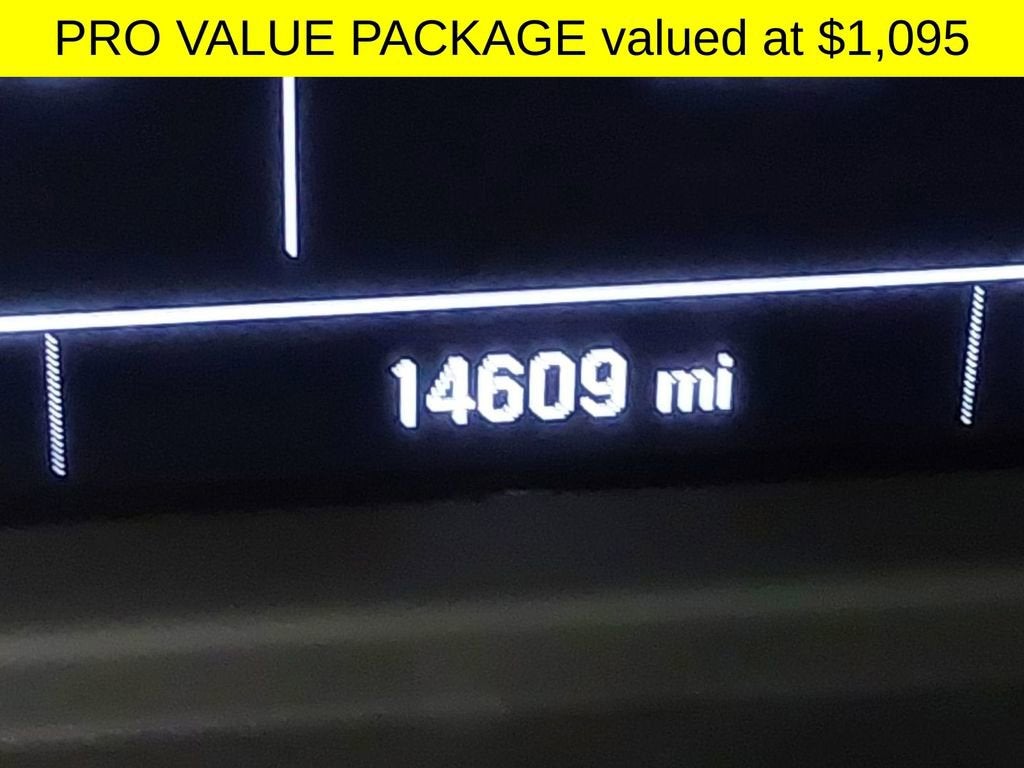 PRO VALUE PACKAGE valued at $1,095
14609 mi